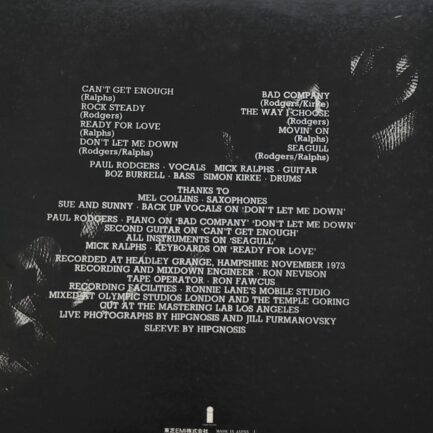 CAN'T GET ENOUGH
(Ralphs)
ROCK STEADY
(Rodgers)
READY FOR LOVE
(Ralphs)
DON'T LET ME DOWN
(Rodgers/Ralphs)
BAD COMPANY
(Rodgers/Kirke)
THE WAY I CHOOSE
(Rodgers)
MOVIN' ON
(Ralphs)
SEAGULL
(Rodgers/Ralphs)
PAUL RODGERS · VOCALS MICK RALPHS · GUITAR
BOZ BURRELL · BASS SIMON KIRKE · DRUMS
THANKS TO
MEL COLLINS · SAXOPHONES
SUE AND SUNNY · BACK UP VOCALS ON 'DON'T LET ME DOWN'
PAUL RODGERS · PIANO ON 'BAD COMPANY' 'DON'T LET ME DOWN'
SECOND GUITAR ON 'CAN'T GET ENOUGH'
ALL INSTRUMENTS ON 'SEAGULL'
MICK RALPHS · KEYBOARDS ON 'READY FOR LOVE'
RECORDED AT HEADLEY GRANGE, HAMPSHIRE NOVEMBER 1973
RECORDING AND MIXDOWN ENGINEER · RON NEVISON
TAPE OPERATOR · RON FAWCUS
RECORDING FACILITIES · RONNIE LANE'S MOBILE STUDIO
MIXED AT OLYMPIC STUDIOS LONDON AND THE TEMPLE GORING
CUT AT THE MASTERING LAB LOS ANGELES
LIVE PHOTOGRAPHS BY HIPGNOSIS AND JILL FURMANOVSKY
SLEEVE BY HIPGNOSIS
東芝EMI株式会社 MADE IN JAPAN